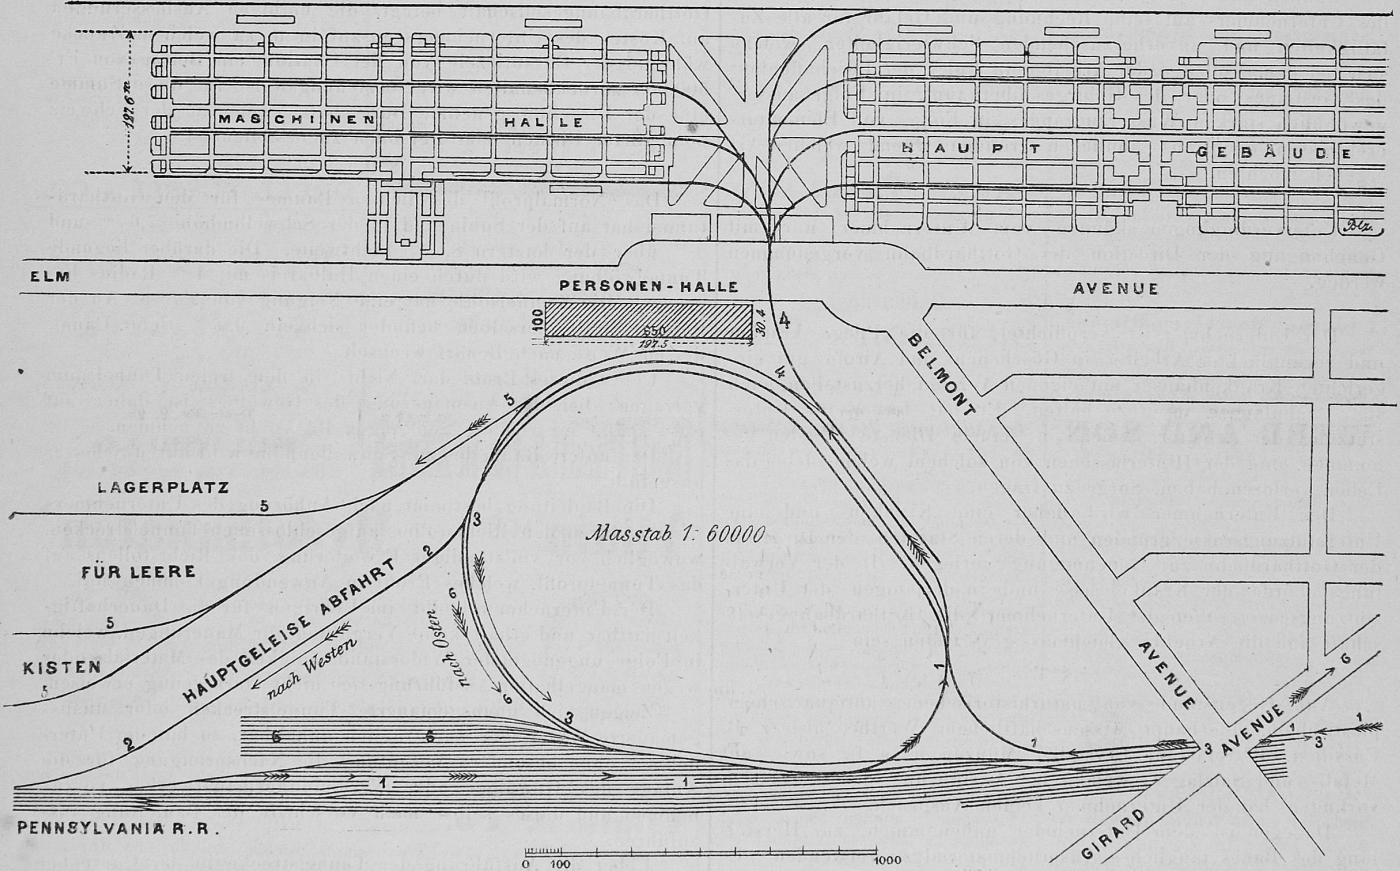 187.6 m.
MASCHINEN HALLE
HAUPT GEBÄUDE
Blz.
ELM AVENUE
PERSONEN-HALLE
100
650
197.5
30.4
4
4
BELMONT
AVENUE
5
LAGERPLATZ
5
3
2
Masstab 1: 60000
FÜR LEERE
5
HAUPTGELEISE ABFAHRT
nach Westen
6
nach Osten
KISTEN
5
6
3
2
6
6
1
1
1
1
3
AVENUE
1
3
1
6
GIRARD
PENNSYLVANIA R.R.
0 100 1000